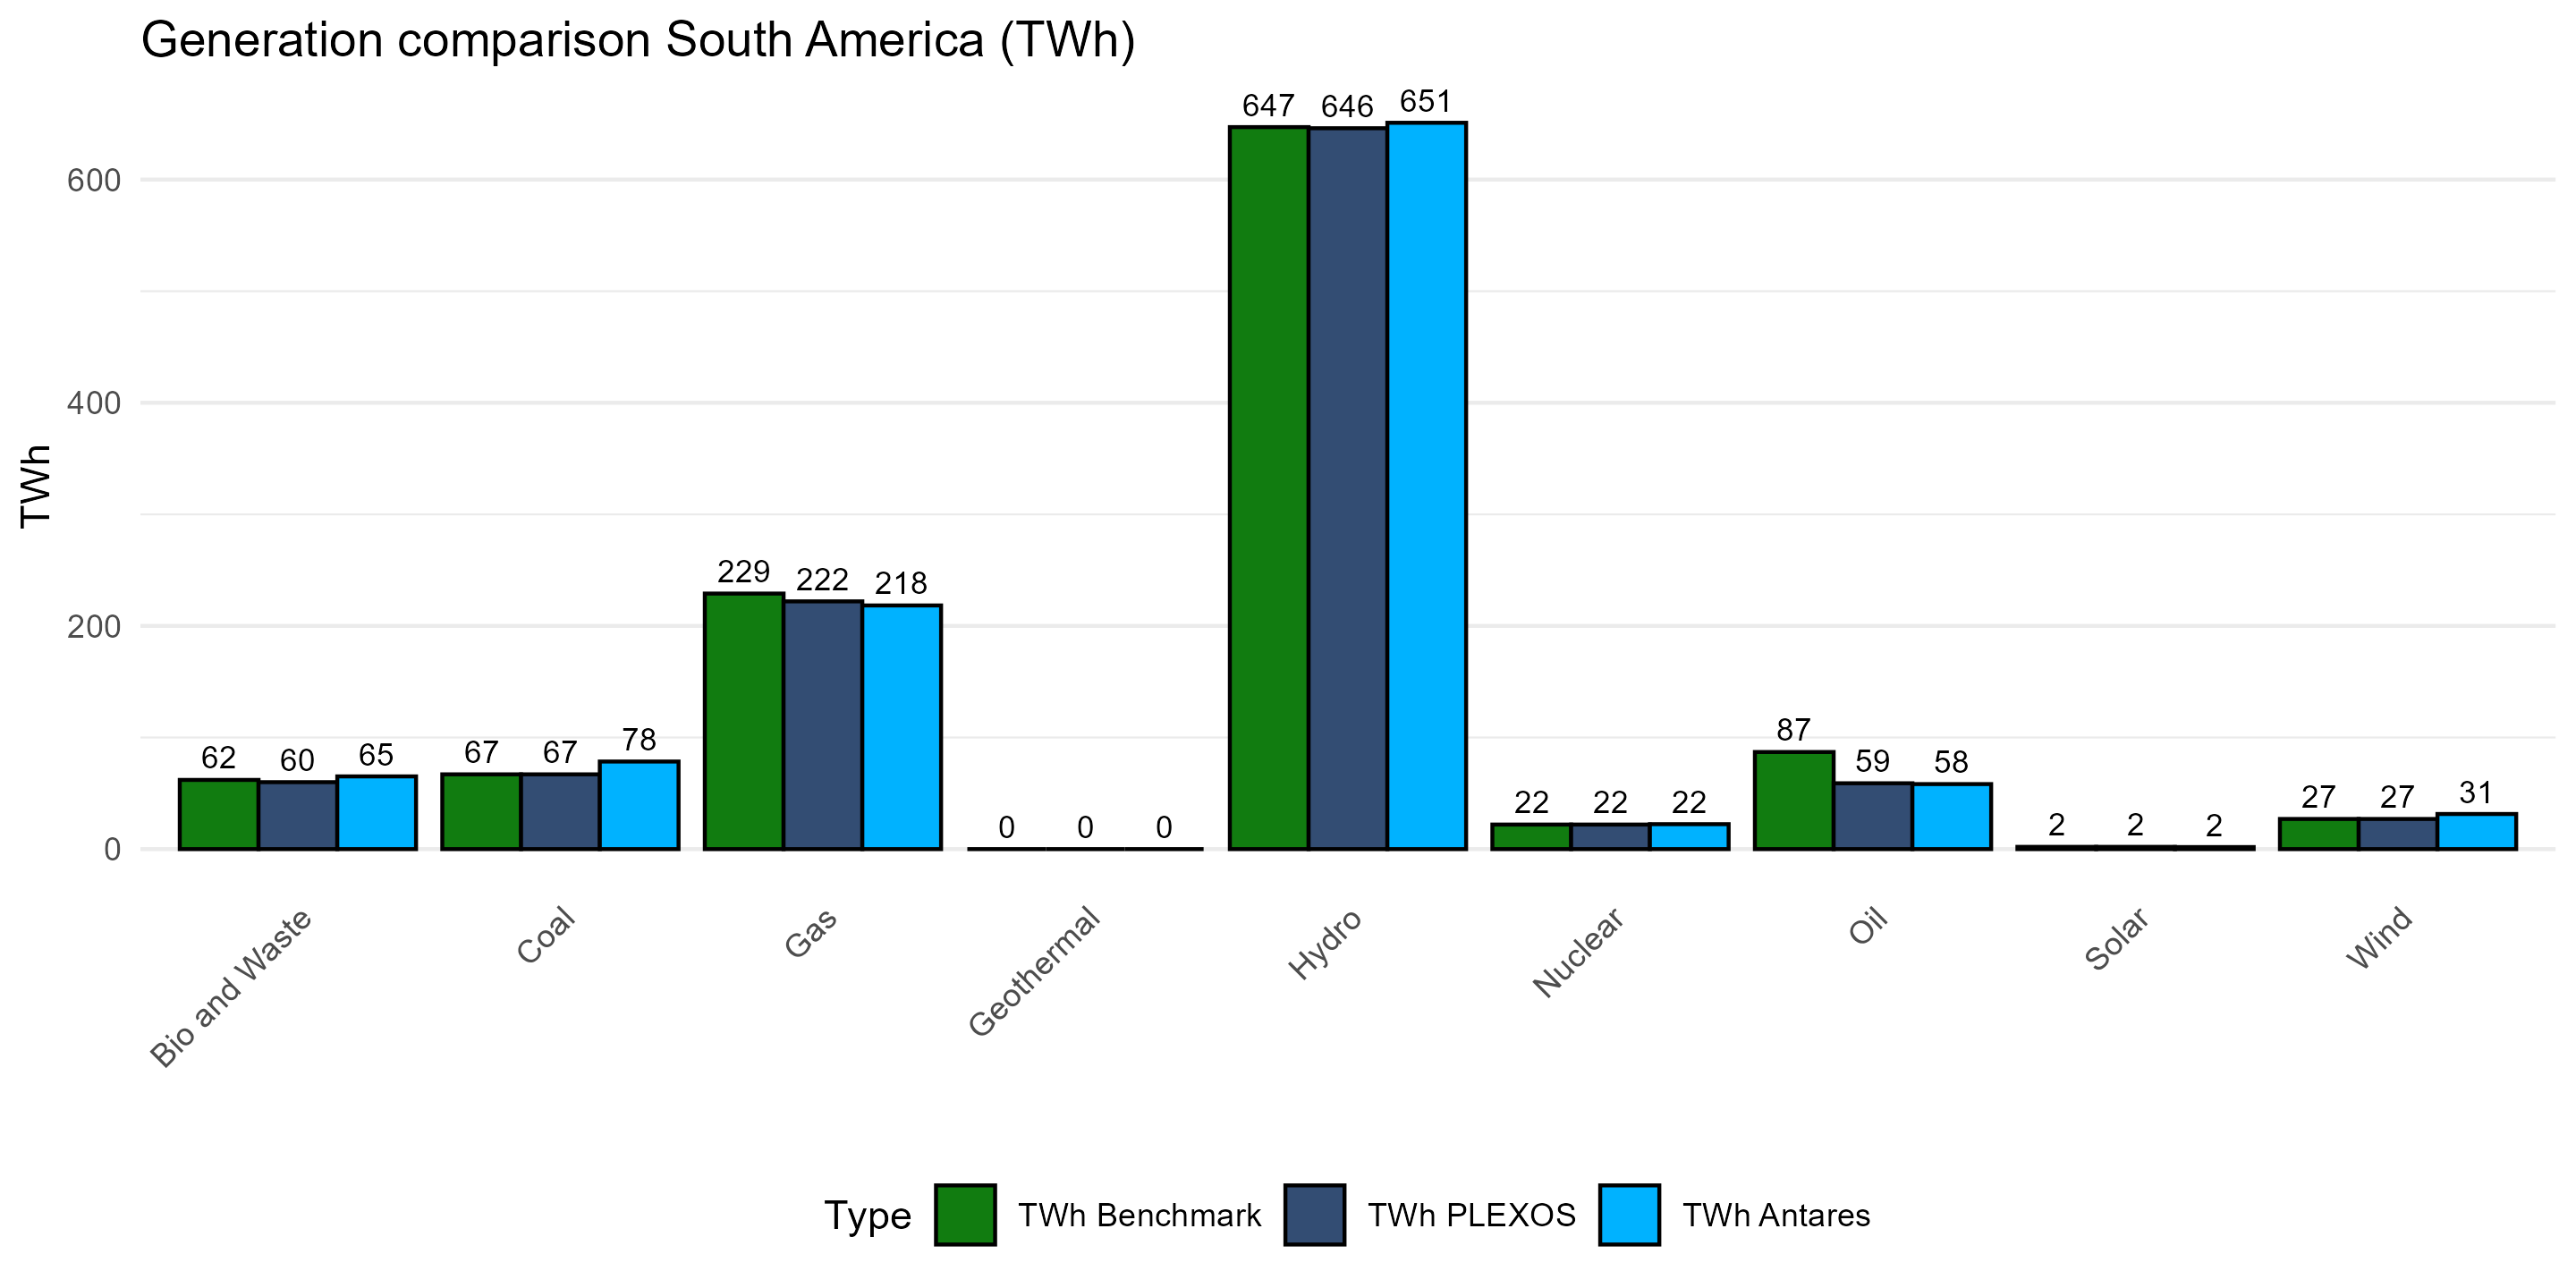 Generation comparison South America (TWh)
TWh
600
400
200
0
62 60 65
67 67 78
229 222 218
0 0 0
647 646 651
22 22 22
87 59 58
2 2 2
27 27 31
Bio and Waste
Coal
Gas
Geothermal
Hydro
Nuclear
Oil
Solar
Wind
Type TWh Benchmark TWh PLEXOS TWh Antares